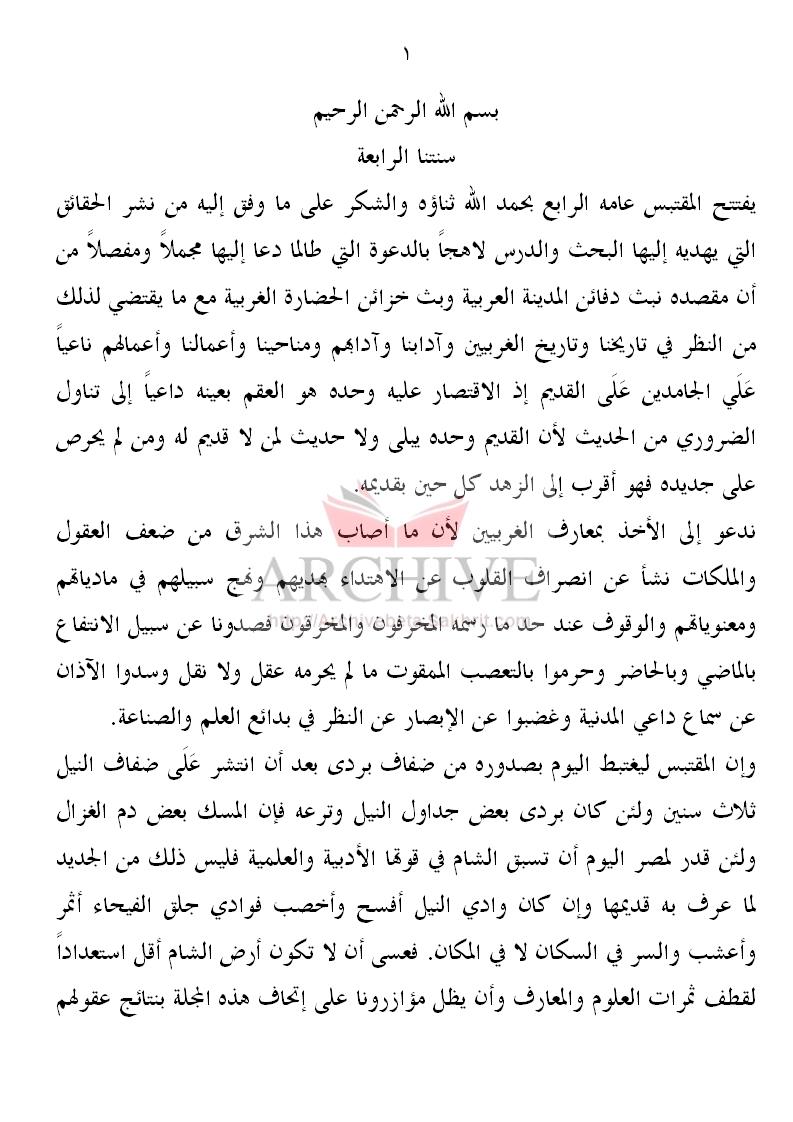 ١
بسم الله الرحمن الرحيم
سنتنا الرابعة
يفتتح المقتبس عامه الرابع بحمد الله ثناؤه والشكر على ما وفق إليه من نشر الحقائق
التي يهديه إليها البحث والدرس لاهجاً بالدعوة التي طالما دعا إليها مجملاً ومفصلاً من
أن مقصده نبث دفائن المدينة العربية وبث خزائن الحضارة الغربية مع ما يقتضي لذلك
من النظر في تاريخنا وتاريخ الغربيين وآدابنا وآدابهم ومناحينا وأعمالنا وأعمالهم ناعياً
عَلَي الجامدين عَلَى القديم إذ الاقتصار عليه وحده هو العقم بعينه داعياً إلى تناول
الضروري من الحديث لأن القديم وحده يبلى ولا حديث لمن لا قديم له ومن لم يحرص
على جديده فهو أقرب إلى الزهد كل حين بقديمه.
ندعو إلى الأخذ بمعارف الغربيين لأن ما أصاب هذا الشرق من ضعف العقول
والملكات نشأ عن انصراف القلوب عن الاهتداء بهديهم ونهج سبيلهم في مادياتهم
ومعنوياتهم والوقوف عند حد ما رسمه المخرفون والمخرقون فصدونا عن سبيل الانتفاع
بالماضي وبالحاضر وحرموا بالتعصب الممقوت ما لم يحرمه عقل ولا نقل وسدوا الآذان
عن سماع داعي المدنية وغضبوا عن الإبصار عن النظر في بدائع العلم والصناعة.
وإن المقتبس ليغتبط اليوم بصدوره من ضفاف بردى بعد أن انتشر عَلَى ضفاف النيل
ثلاث سنين ولئن كان بردى بعض جداول النيل وترعه فإن المسك بعض دم الغزال
ولئن قدر لمصر اليوم أن تسبق الشام في قوتها الأدبية والعلمية فليس ذلك من الجديد
لما عرف به قديمها وإن كان وادي النيل أفسح وأخصب فوادي جلق الفيحاء أثمر
وأعشب والسر في السكان لا في المكان. فعسى أن لا تكون أرض الشام أقل استعداداً
لقطف ثمرات العلوم والمعارف وأن يظل مؤازرونا على إتحاف هذه المجلة بنتائج عقولهم
ARCHIVE
http://Archivebeta.Sakhrit.com